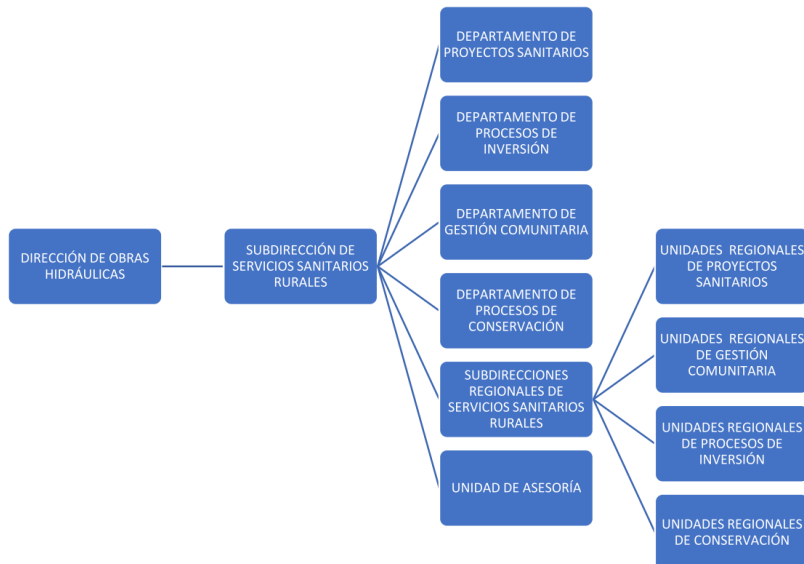 DIRECCIÓN DE OBRAS
HIDRÁULICAS
SUBDIRECCIÓN DE
SERVICIOS SANITARIOS
RURALES
DEPARTAMENTO DE
PROYECTOS SANITARIOS
DEPARTAMENTO DE
PROCESOS DE
INVERSIÓN
DEPARTAMENTO DE
GESTIÓN COMUNITARIA
DEPARTAMENTO DE
PROCESOS DE
CONSERVACIÓN
SUBDIRECCIONES
REGIONALES DE
SERVICIOS SANITARIOS
RURALES
UNIDAD DE ASESORÍA
UNIDADES REGIONALES
DE PROYECTOS
SANITARIOS
UNIDADES REGIONALES
DE GESTIÓN
COMUNITARIA
UNIDADES REGIONALES
DE PROCESOS DE
INVERSIÓN
UNIDADES REGIONALES
DE CONSERVACIÓN